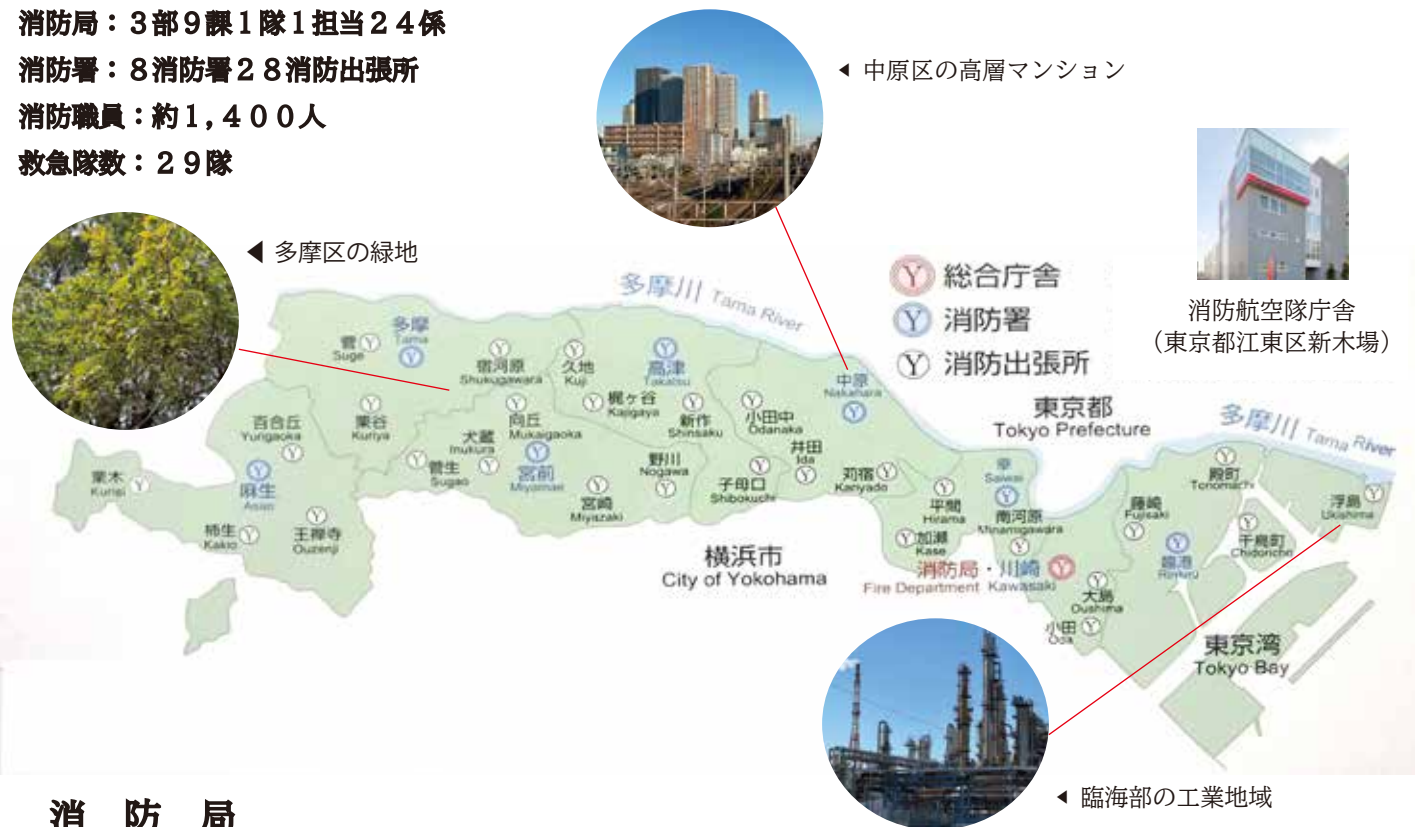 消防局：３部９課１隊１担当２４係
消防署：８消防署２８消防出張所
消防職員：約１,４００人
救急隊数：２９隊
◀ 中原区の高層マンション
◀ 多摩区の緑地
消防航空隊庁舎
（東京都江東区新木場）
Ⓨ 総合庁舎
Ⓨ 消防署
Ⓨ 消防出張所
多摩川 Tama River
東京都
Tokyo Prefecture
多摩川 Tama River
多摩
Tama
菅
Suge
宿河原
Shukugawara
久地
Kuji
高津
Takatsu
中原
Nakahara
梶ヶ谷
Kajigaya
新作
Shinsaku
小田中
Odanaka
百合丘
Yurigaoka
栗谷
Kuriya
犬蔵
Inukura
向丘
Mukaigaoka
井田
Ida
栗木
Kurigi
麻生
Asao
菅生
Sugao
宮前
Miyamae
野川
Nogawa
子母口
Shibokuchi
苅宿
Kariyado
宮崎
Miyazaki
柿生
Kakio
王禅寺
Ouzenji
平間
Hirama
加瀬
Kase
幸
Saiwai
南河原
Minamigawara
藤崎
Fujisaki
殿町
Tonomachi
浮島
Ukishima
千鳥町
Chidoricho
臨港
Rinkou
横浜市
City of Yokohama
消防局・川崎
Fire Department Kawasaki
大島
Oushima
小田
Oda
東京湾
Tokyo Bay
◀ 臨海部の工業地域
消 防 局